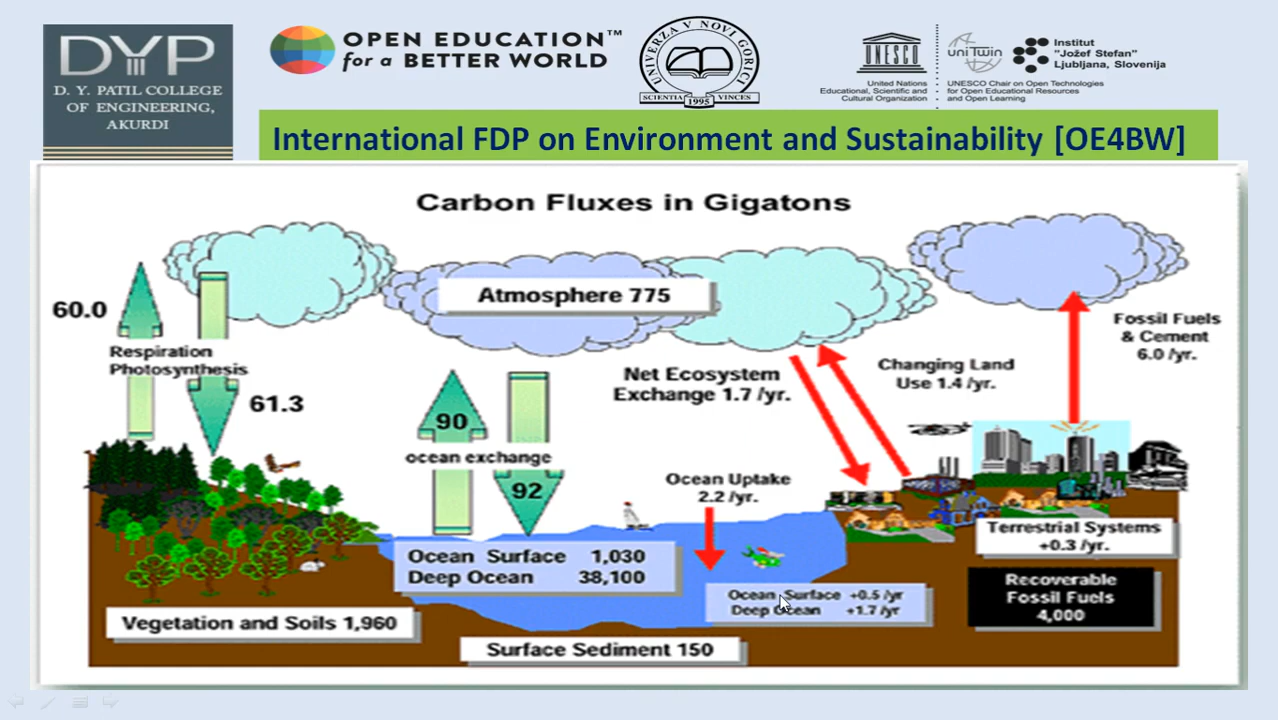 DYP
D. Y. PATIL COLLEGE
OF ENGINEERING,
AKURDI
OPEN EDUCATION™
for a BETTER WORLD
UNIVERZA V NOVI GORICI
SCIENTIA VINCES
1995
UNESCO
United Nations
Educational, Scientific and
Cultural Organization
uniTwin
Institut
"Jožef Stefan"
Ljubljana, Slovenija
UNESCO Chair on Open Technologies
for Open Educational Resources
and Open Learning
International FDP on Environment and Sustainability [OE4BW]
Carbon Fluxes in Gigatons
Atmosphere 775
60.0
Respiration
Photosynthesis
61.3
90
ocean exchange
92
Net Ecosystem
Exchange 1.7 /yr.
Changing Land
Use 1.4 /yr.
Fossil Fuels
& Cement
6.0 /yr.
Ocean Uptake
2.2 /yr.
Ocean Surface 1,030
Deep Ocean 38,100
Ocean Surface +0.5 /yr
Deep Ocean +1.7 /yr
Terrestrial Systems
+0.3 /yr.
Recoverable
Fossil Fuels
4,000
Vegetation and Soils 1,960
Surface Sediment 150